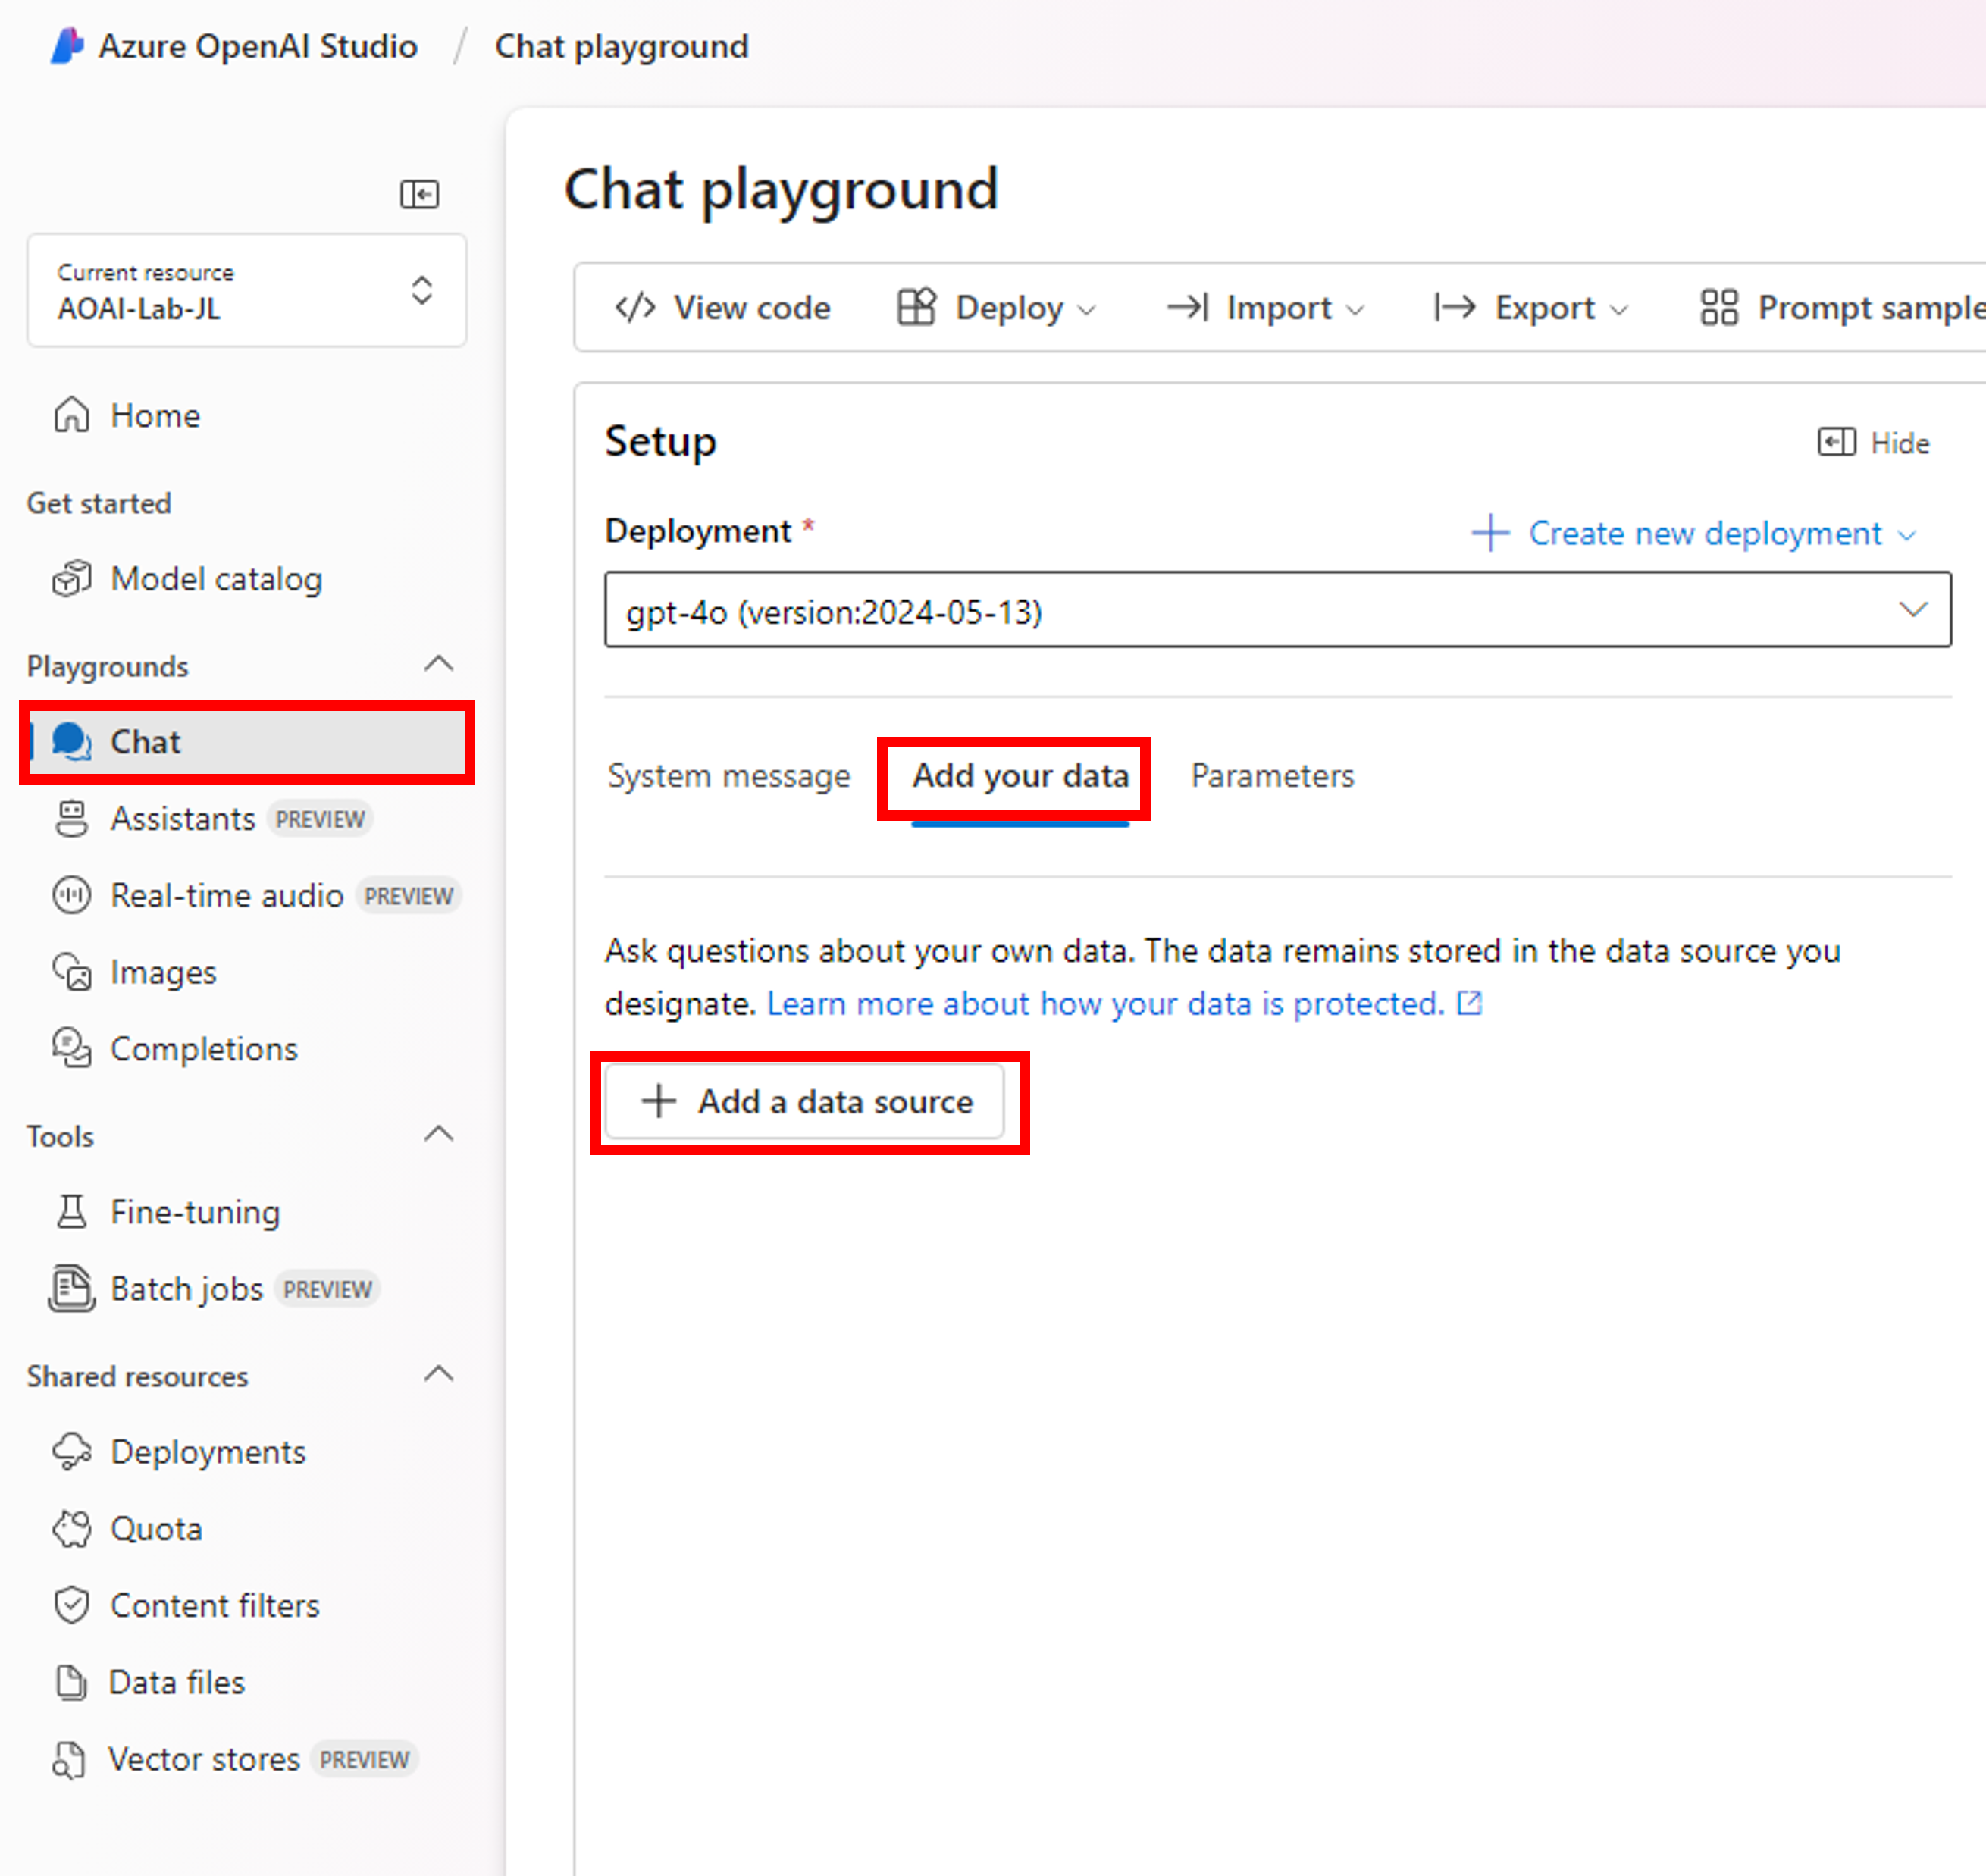 Azure OpenAI Studio / Chat playground
Current resource
AOAI-Lab-JL
Home
Get started
Model catalog
Playgrounds
Chat
Assistants PREVIEW
Real-time audio PREVIEW
Images
Completions
Tools
Fine-tuning
Batch jobs PREVIEW
Shared resources
Deployments
Quota
Content filters
Data files
Vector stores PREVIEW
Chat playground
View code Deploy Import Export Prompt sample
Setup Hide
Deployment * Create new deployment
gpt-4o (version:2024-05-13)
System message Add your data Parameters
Ask questions about your own data. The data remains stored in the data source you
designate. Learn more about how your data is protected.
Add a data source